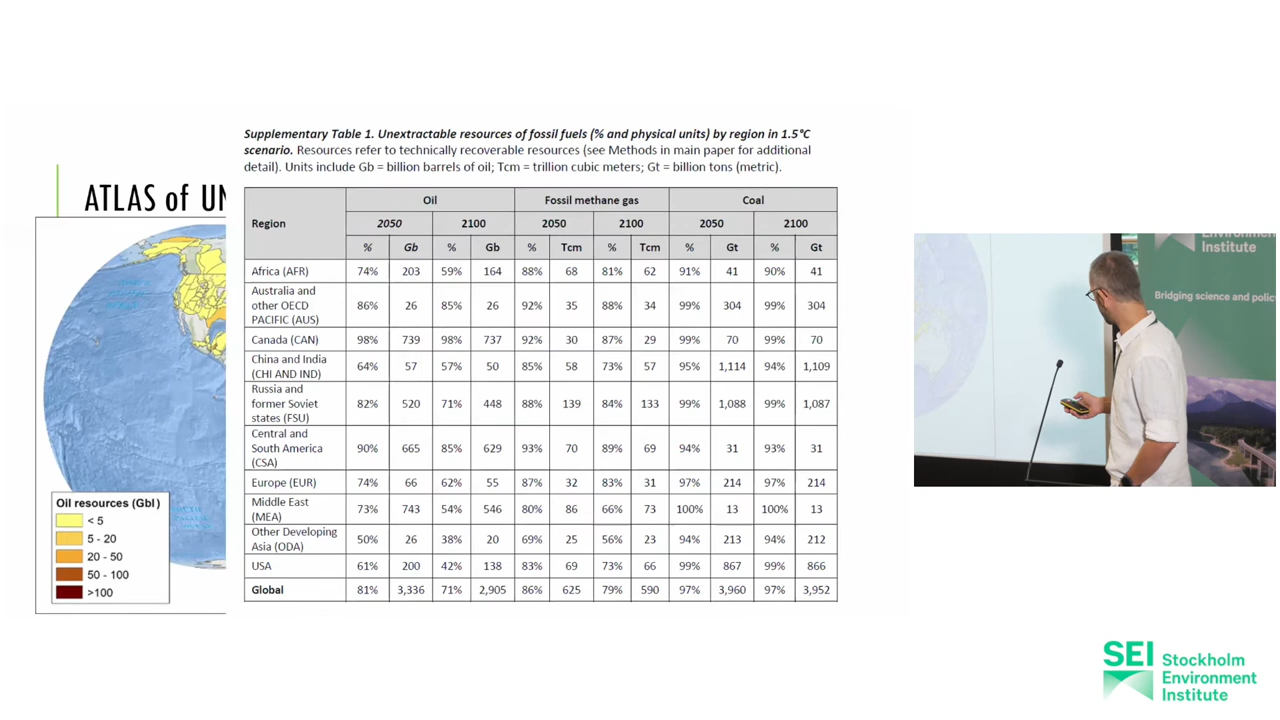 Supplementary Table 1. Unextractable resources of fossil fuels (% and physical units) by region in 1.5°C
scenario. Resources refer to technically recoverable resources (see Methods in main paper for additional
detail). Units include Gb = billion barrels of oil; Tcm = trillion cubic meters; Gt = billion tons (metric).
ATLAS of UN
Region Oil Fossil methane gas Coal
2050 2100 2050 2100 2050 2100
% Gb % Gb % Tcm % Tcm % Gt % Gt
Africa (AFR) 74% 203 59% 164 88% 68 81% 62 91% 41 90% 41
Australia and
other OECD
PACIFIC (AUS) 86% 26 85% 26 92% 35 88% 34 99% 304 99% 304
Canada (CAN) 98% 739 98% 737 92% 30 87% 29 99% 70 99% 70
China and India
(CHI AND IND) 64% 57 57% 50 85% 58 73% 57 95% 1,114 94% 1,109
Russia and
former Soviet
states (FSU) 82% 520 71% 448 88% 139 84% 133 99% 1,088 99% 1,087
Central and
South America
(CSA) 90% 665 85% 629 93% 70 89% 69 94% 31 93% 31
Europe (EUR) 74% 66 62% 55 87% 32 83% 31 97% 214 97% 214
Middle East
(MEA) 73% 743 54% 546 80% 86 66% 73 100% 13 100% 13
Other Developing
Asia (ODA) 50% 26 38% 20 69% 25 56% 23 94% 213 94% 212
USA 61% 200 42% 138 83% 69 73% 66 99% 867 99% 866
Global 81% 3,336 71% 2,905 86% 625 79% 590 97% 3,960 97% 3,952
Oil resources (Gbl)
< 5
5 - 20
20 - 50
50 - 100
>100
Environment
Institute
Bridging science and policy
SEI Stockholm
Environment
Institute